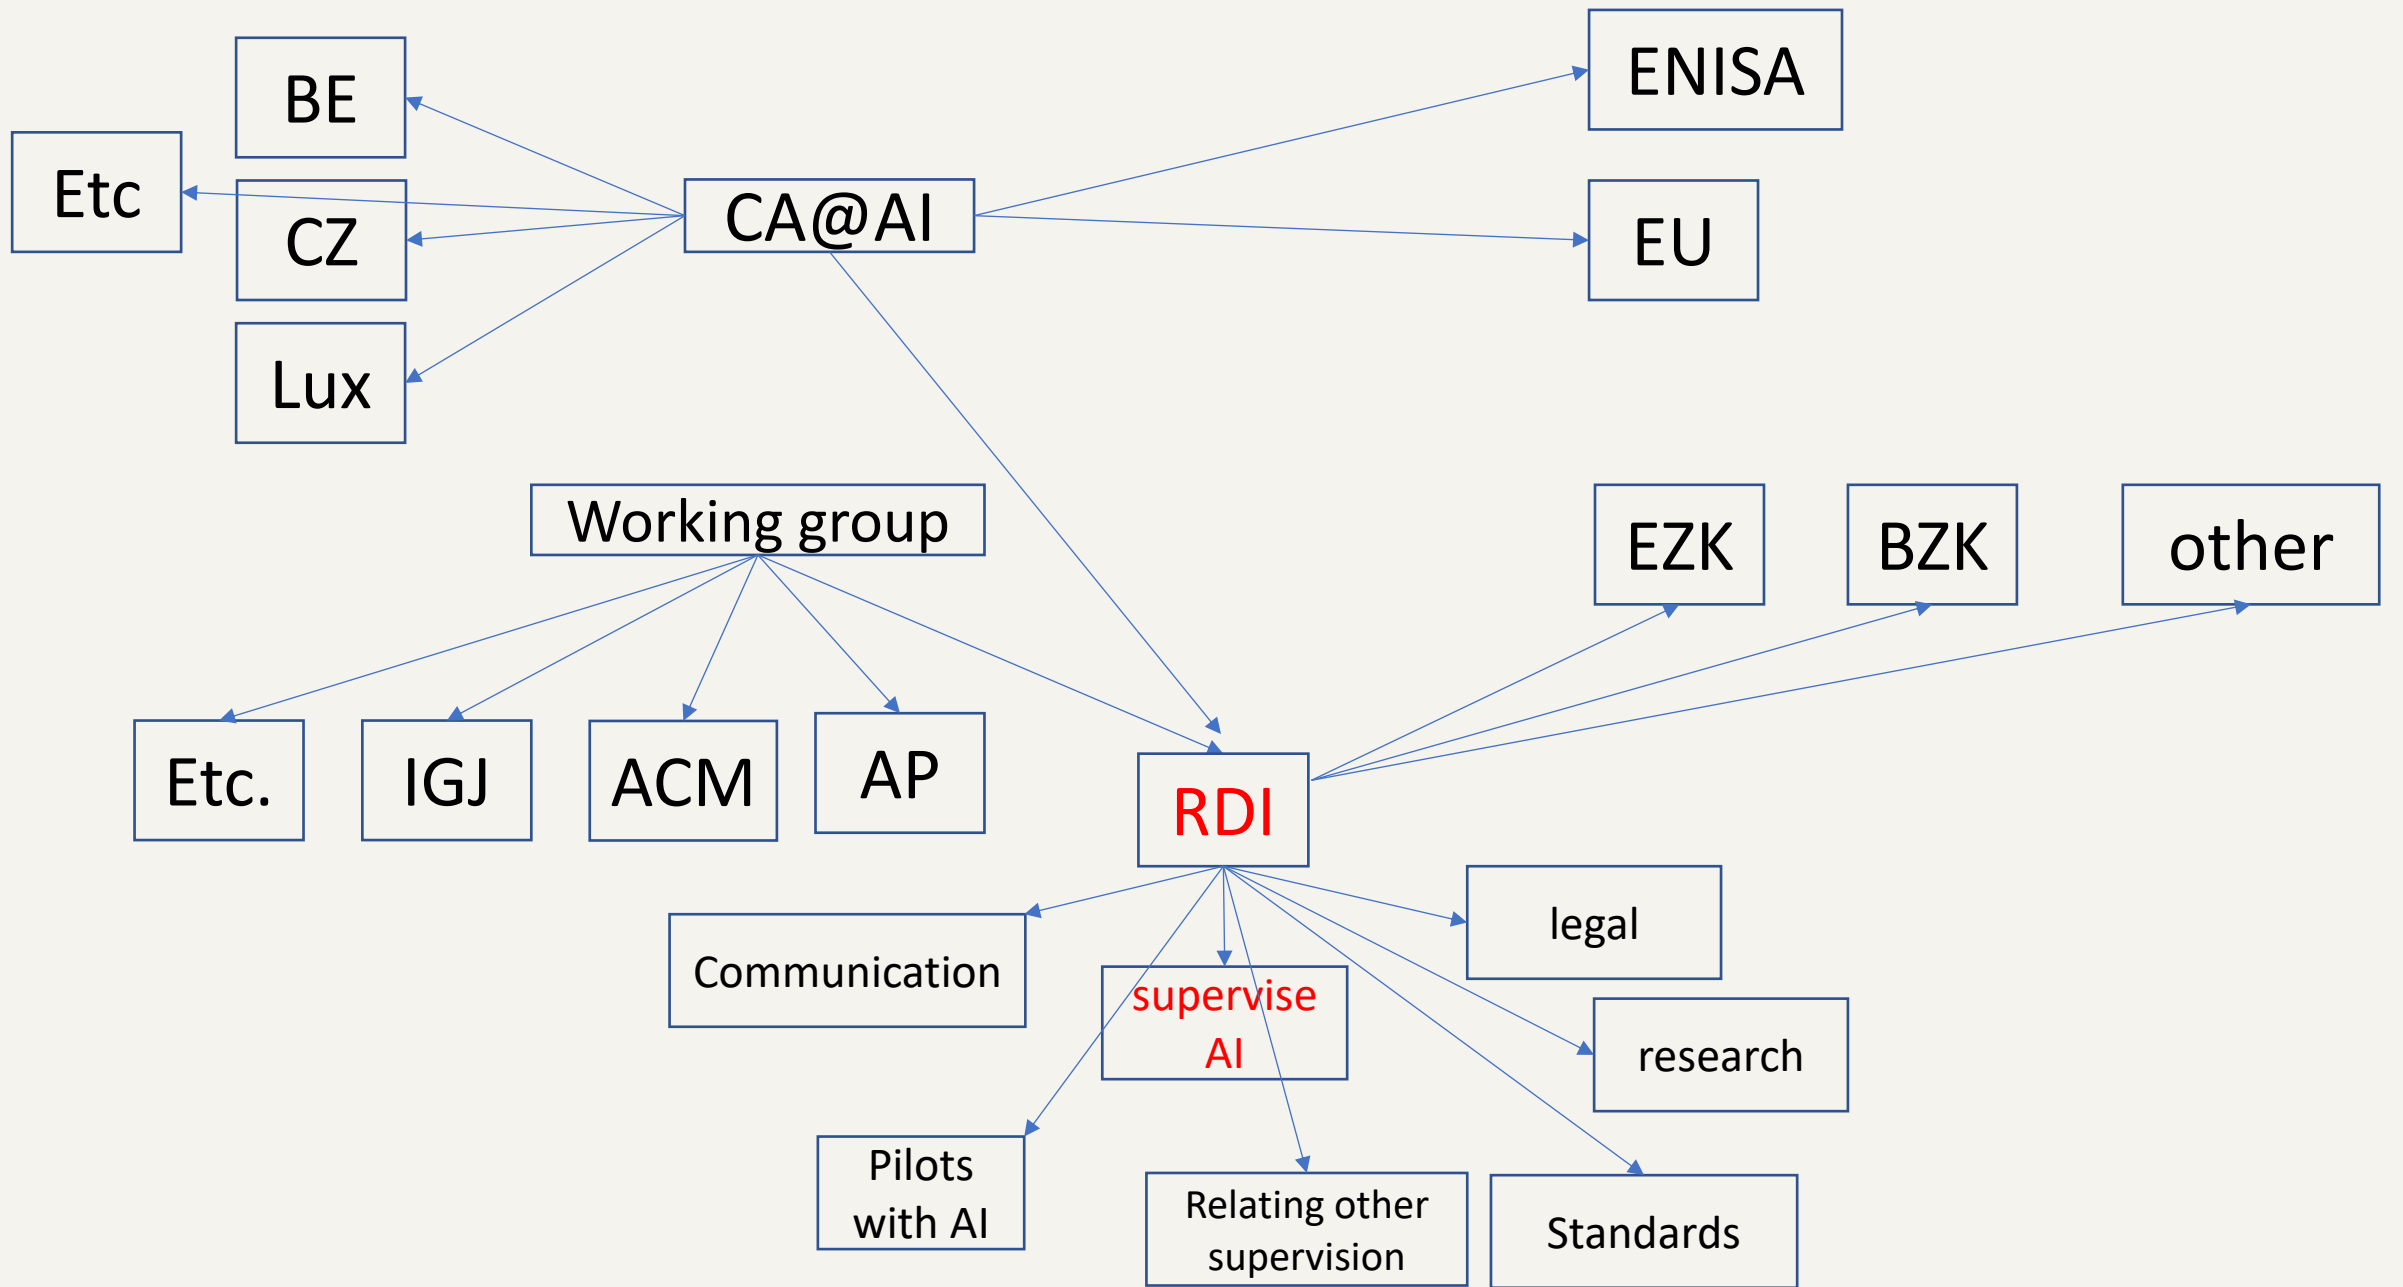 ENISA
BE
Etc
CA@AI
CZ
EU
Lux
Working group
EZK
BZK
other
Etc.
IGJ
ACM
AP
RDI
legal
Communication
supervise
AI
research
Pilots
with AI
Relating other
supervision
Standards